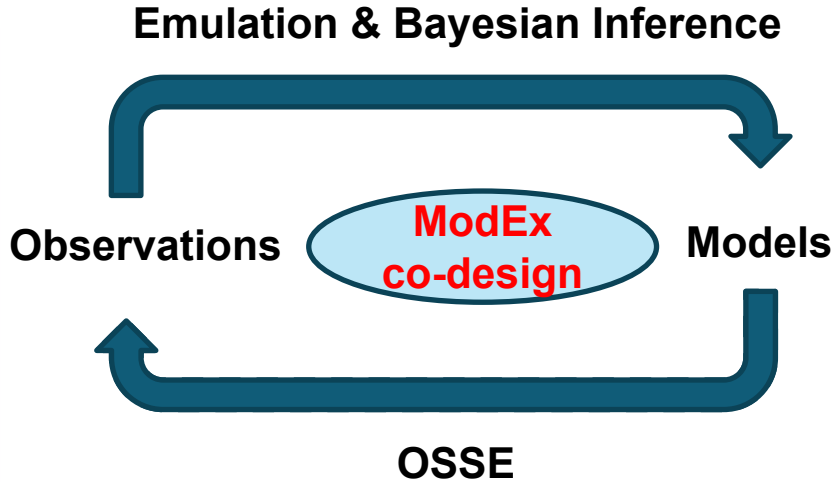 Emulation & Bayesian Inference
Observations
ModEx
co-design
Models
OSSE